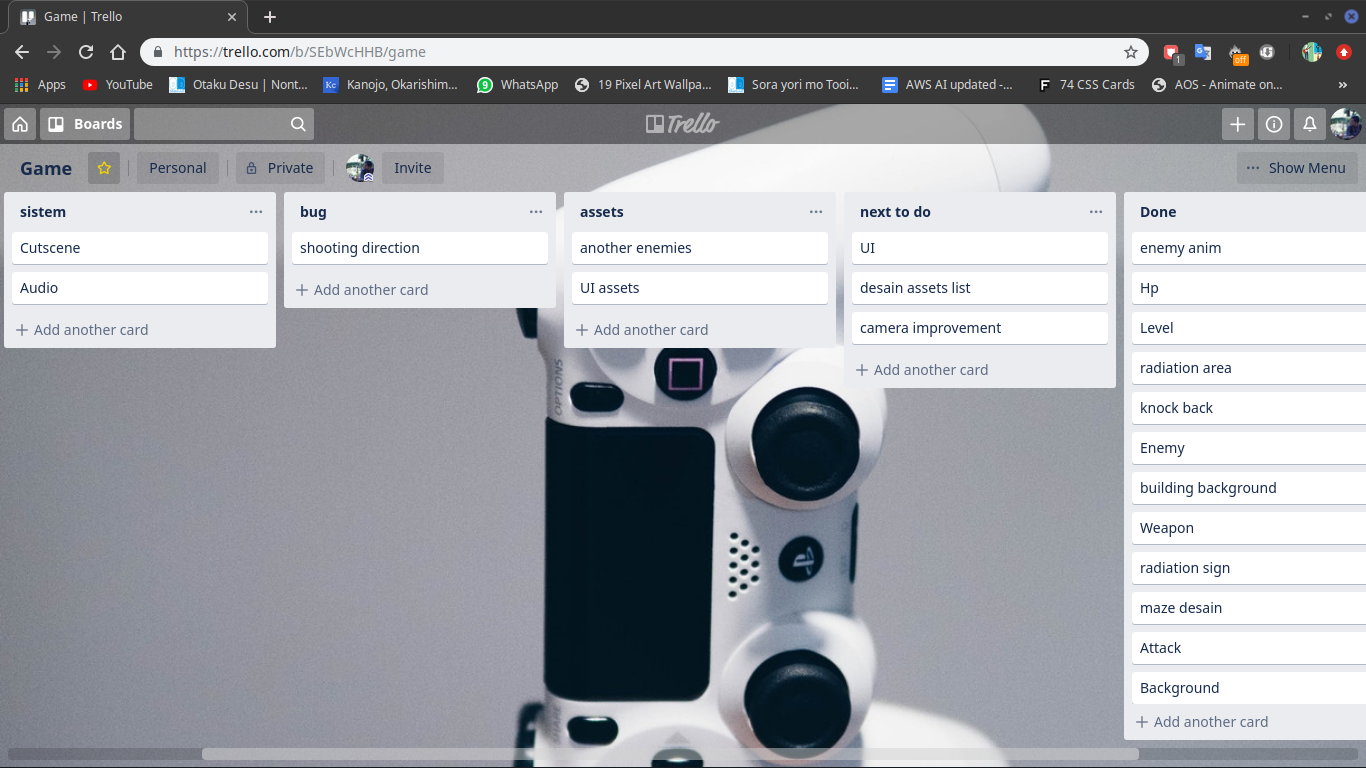 Game | Trello
https://trello.com/b/SEbWcHHB/game
1
off
Apps
YouTube
Otaku Desu | Nont...
Kc
Kanojo, Okarishim...
9
WhatsApp
19 Pixel Art Wallpa...
Sora yori mo Tooi...
AWS AI updated -...
F
74 CSS Cards
AOS - Animate on...
»
Boards
Trello
Game
Personal
Private
Invite
... Show Menu
sistem
Cutscene
Audio
+ Add another card
bug
shooting direction
+ Add another card
assets
another enemies
UI assets
+ Add another card
next to do
UI
desain assets list
camera improvement
+ Add another card
Done
enemy anim
Hp
Level
radiation area
knock back
Enemy
building background
Weapon
radiation sign
maze desain
Attack
Background
+ Add another card
OPTIONS